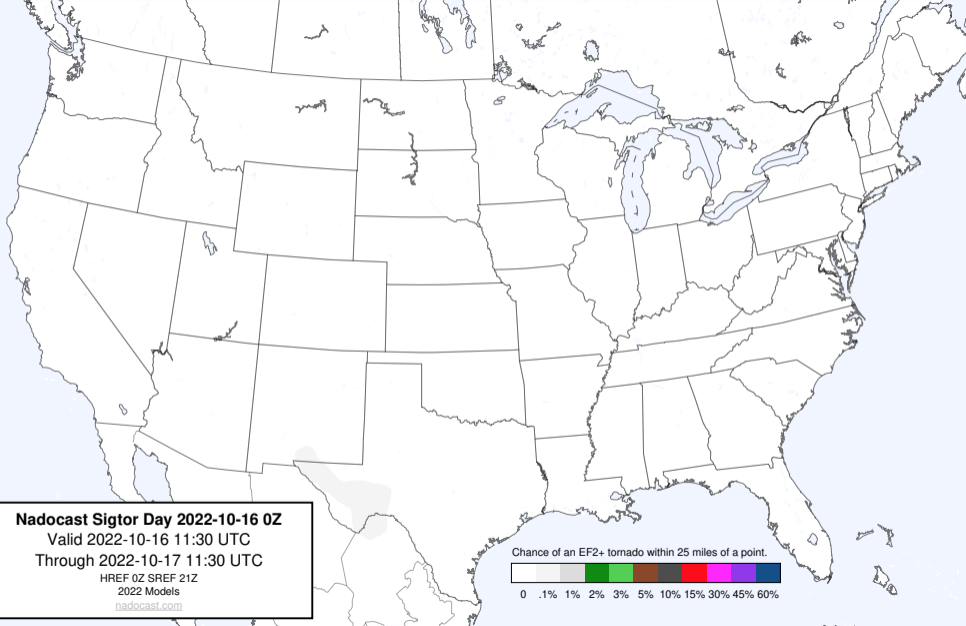 Nadocast Sigtor Day 2022-10-16 0Z
Valid 2022-10-16 11:30 UTC
Through 2022-10-17 11:30 UTC
HREF 0Z SREF 21Z
2022 Models
nadocast.com
Chance of an EF2+ tornado within 25 miles of a point.
0 .1% 1% 2% 3% 5% 10% 15% 30% 45% 60%